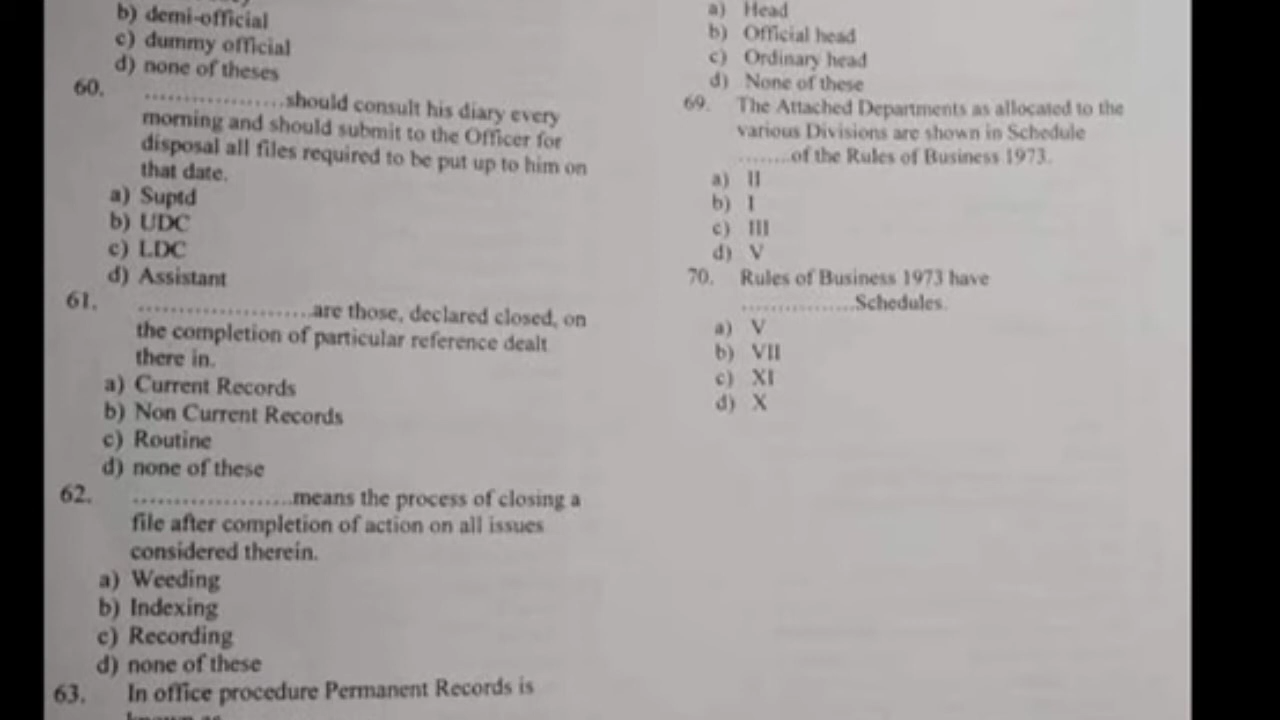 b) demi-official
c) dummy official
d) none of theses
60.
.................should consult his diary every
morning and should submit to the Officer for
disposal all files required to be put up to him on
that date.
a) Suptd
b) UDC
c) LDC
d) Assistant
61.
.....................are those, declared closed, on
the completion of particular reference dealt
there in.
a) Current Records
b) Non Current Records
c) Routine
d) none of these
62.
....................means the process of closing a
file after completion of action on all issues
considered therein.
a) Weeding
b) Indexing
c) Recording
d) none of these
63. In office procedure Permanent Records is
known as
a) Head
b) Official head
c) Ordinary head
d) None of these
69. The Attached Departments as allocated to the
various Divisions are shown in Schedule
.......of the Rules of Business 1973.
a) II
b) I
c) III
d) V
70. Rules of Business 1973 have
...............Schedules.
a) V
b) VII
c) XI
d) X